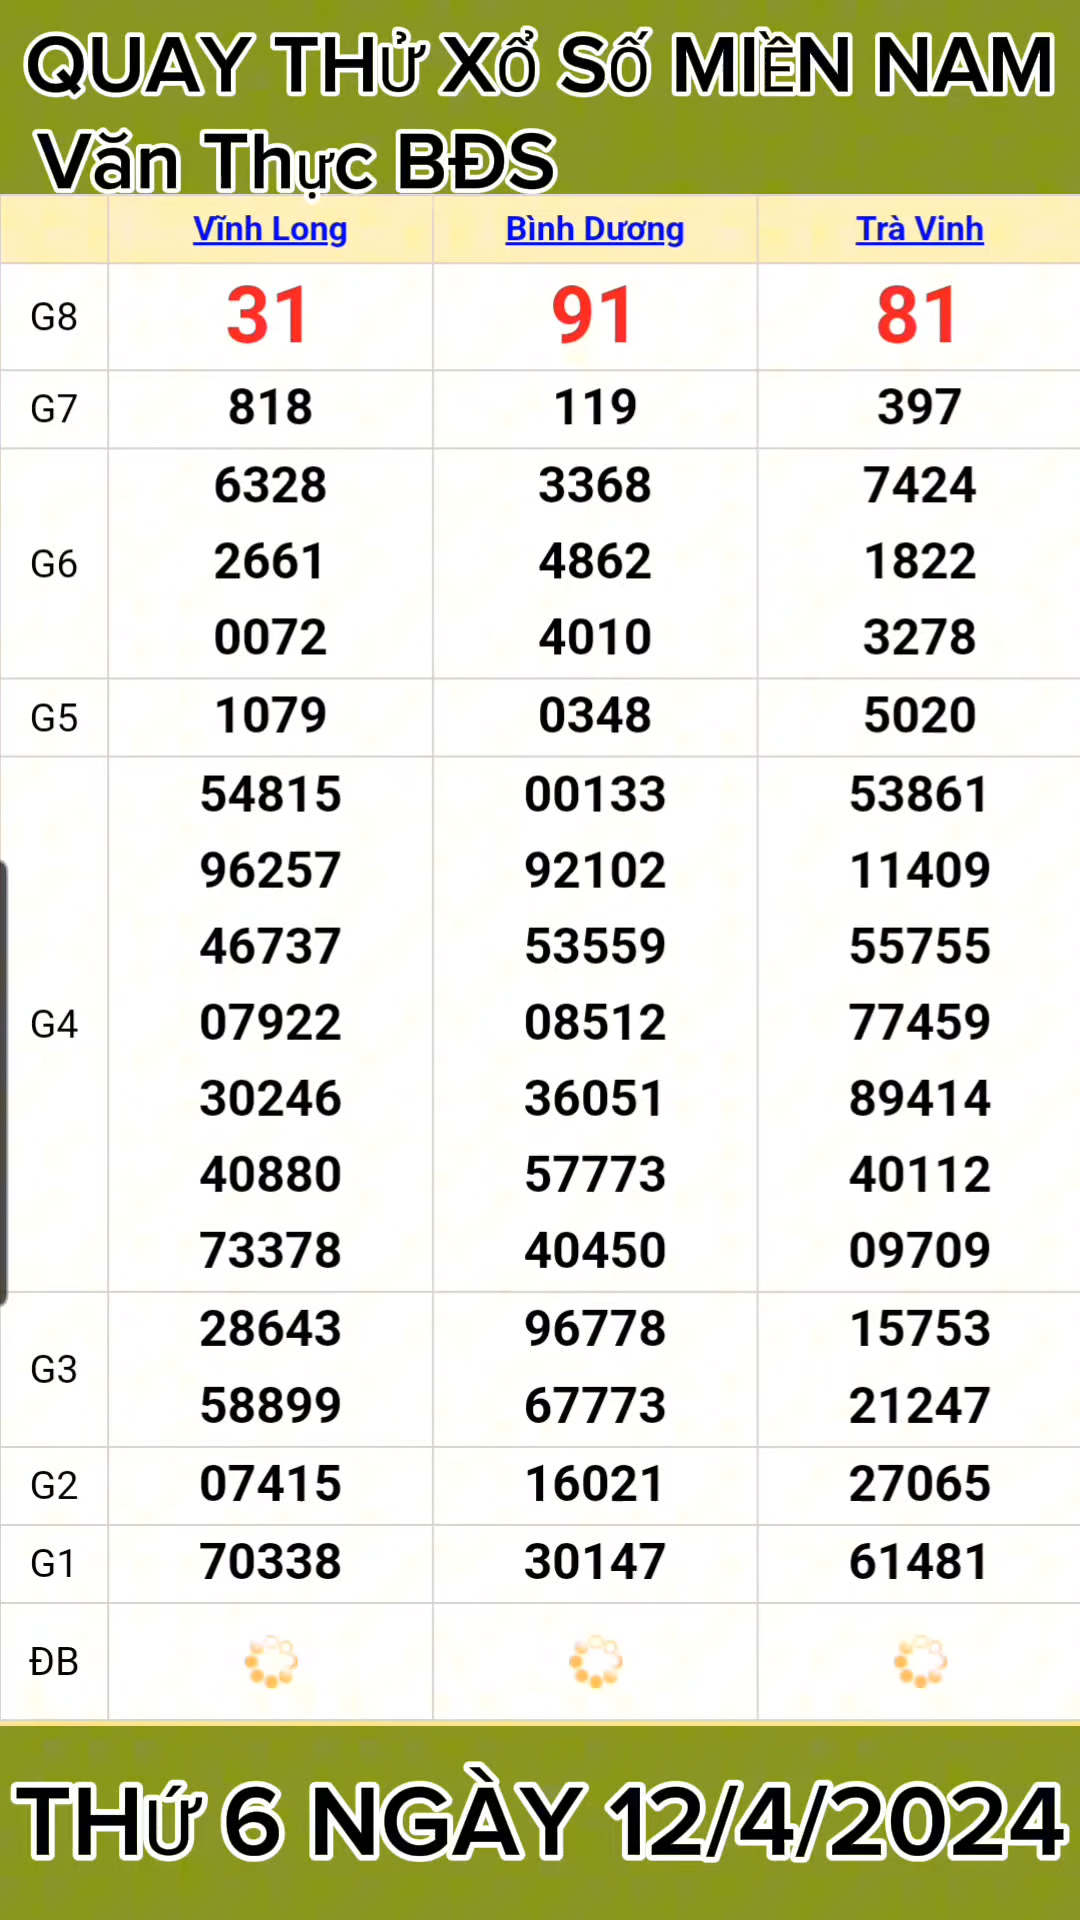 QUAY THỬ XỔ SỐ MIỀN NAM
Văn Thực BĐS
Vĩnh Long Bình Dương Trà Vinh
G8 31 91 81
G7 818 119 397
6328 3368 7424
G6 2661 4862 1822
0072 4010 3278
G5 1079 0348 5020
54815 00133 53861
96257 92102 11409
46737 53559 55755
G4 07922 08512 77459
30246 36051 89414
40880 57773 40112
73378 40450 09709
G3 28643 96778 15753
58899 67773 21247
G2 07415 16021 27065
G1 70338 30147 61481
ĐB
THỨ 6 NGÀY 12/4/2024